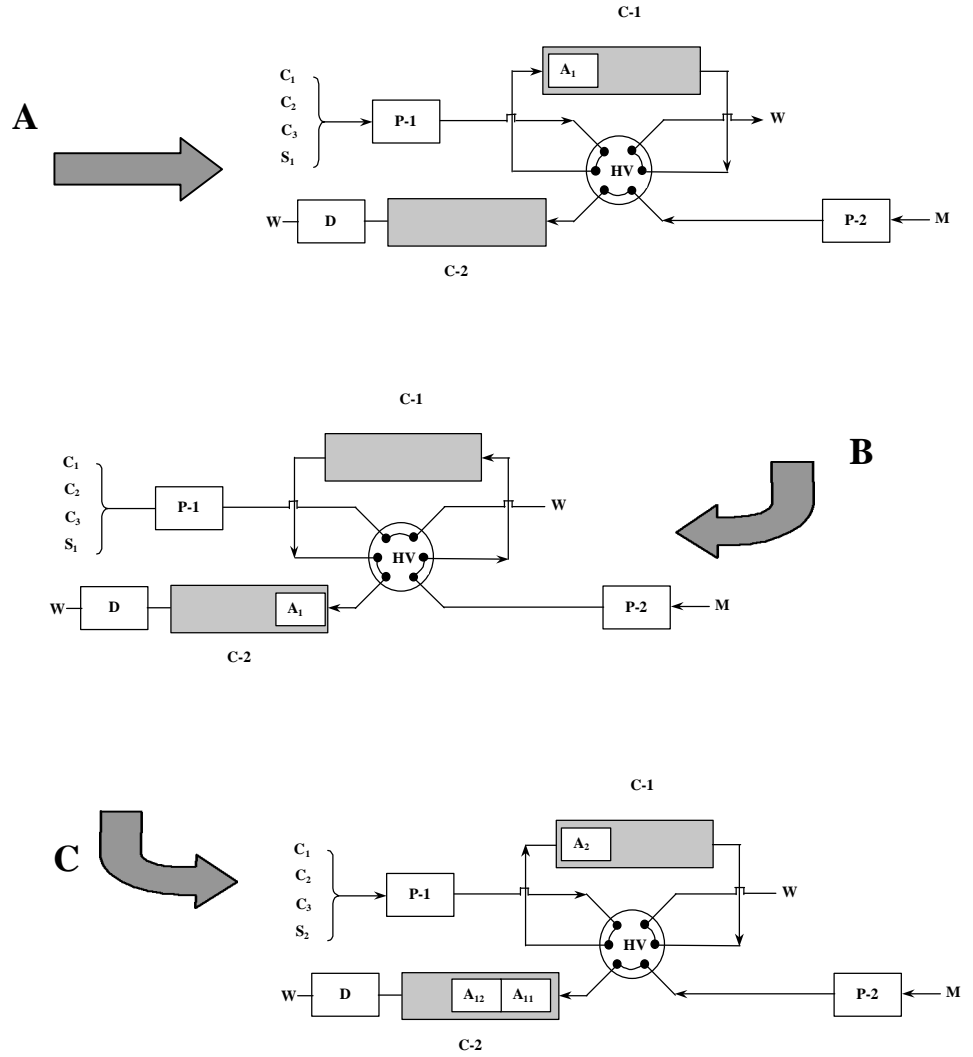 C-1
A
C₁
C₂
C₃
S₁
P-1
A₁
W
HV
W
D
P-2
M
C-2
C-1
B
C₁
C₂
C₃
S₁
P-1
W
HV
W
D
A₁
P-2
M
C-2
C-1
C
C₁
C₂
C₃
S₂
P-1
A₂
W
HV
W
D
A₁₂
A₁₁
P-2
M
C-2